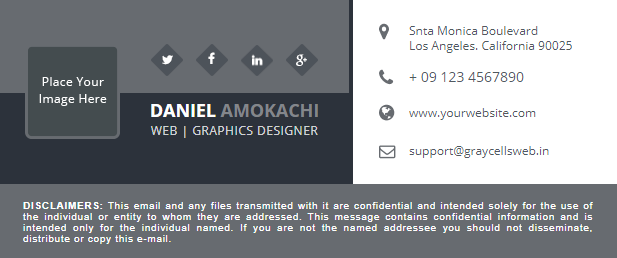 Place Your
Image Here
DANIEL AMOKACHI
WEB | GRAPHICS DESIGNER
Snta Monica Boulevard
Los Angeles. California 90025
+ 09 123 4567890
www.yourwebsite.com
support@graycellsweb.in
DISCLAIMERS: This email and any files transmitted with it are confidential and intended solely for the use of
the individual or entity to whom they are addressed. This message contains confidential information and is
intended only for the individual named. If you are not the named addressee you should not disseminate,
distribute or copy this e-mail.